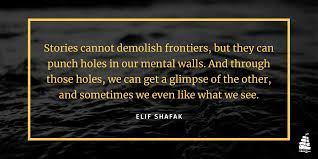 Stories cannot demolish frontiers, but they can
punch holes in our mental walls. And through
those holes, we can get a glimpse of the other,
and sometimes we even like what we see.
ELIF SHAFAK